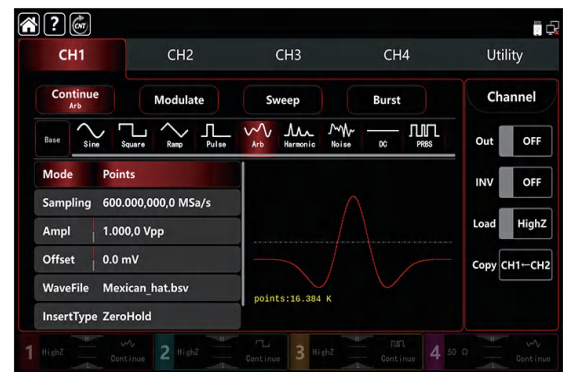 ? CNT
CH1 CH2 CH3 CH4 Utility
Continue
Arb
Modulate Sweep Burst Channel
Base Sine Square Ramp Pulse Arb Harmonic Noise DC PRBS
Out OFF
Mode Points
INV OFF
Sampling 600.000,000,0 MSa/s
Load HighZ
Ampl 1.000,0 Vpp
Offset 0.0 mV
Copy CH1←CH2
WaveFile Mexican_hat.bsv
points:16.384 K
InsertType ZeroHold
1 HighZ Continue 2 HighZ Continue 3 HighZ Continue 4 50 Ω Continue